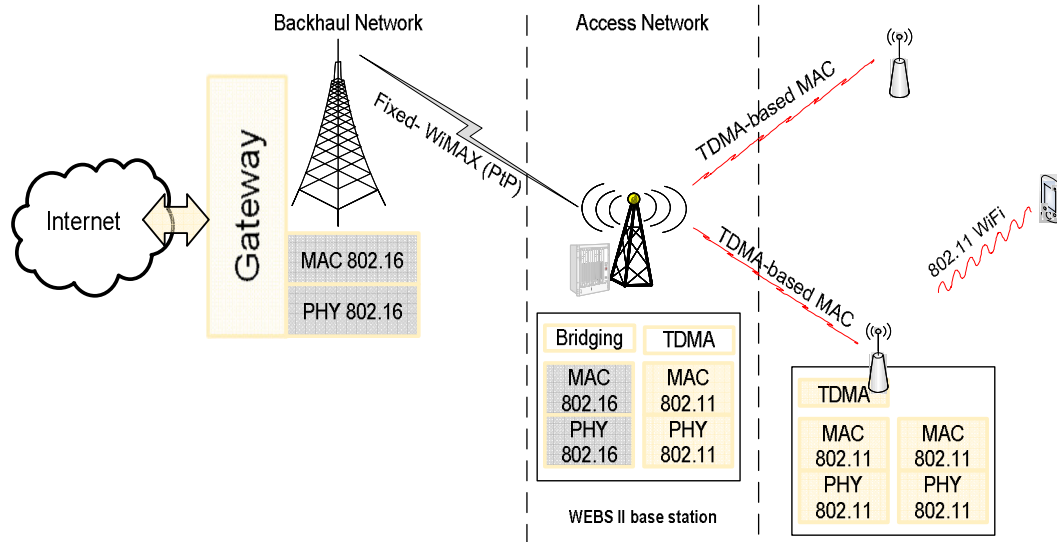 Backhaul Network
Access Network
Internet
Gateway
MAC 802.16
PHY 802.16
Fixed- WiMAX (PtP)
TDMA-based MAC
TDMA-based MAC
802.11 WiFi
Bridging
TDMA
MAC
802.16
MAC
802.11
PHY
802.16
PHY
802.11
WEBS II base station
TDMA
MAC
802.11
MAC
802.11
PHY
802.11
PHY
802.11